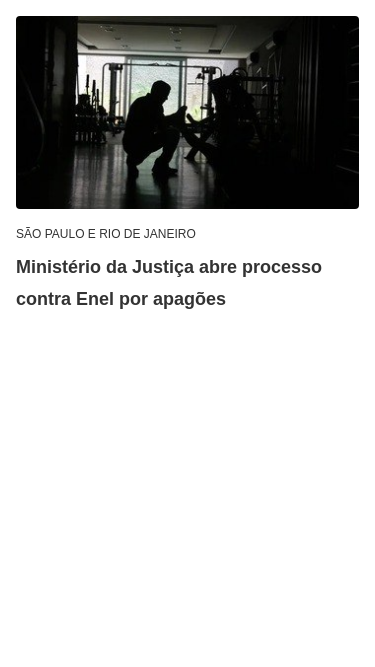 SÃO PAULO E RIO DE JANEIRO
Ministério da Justiça abre processo
contra Enel por apagões